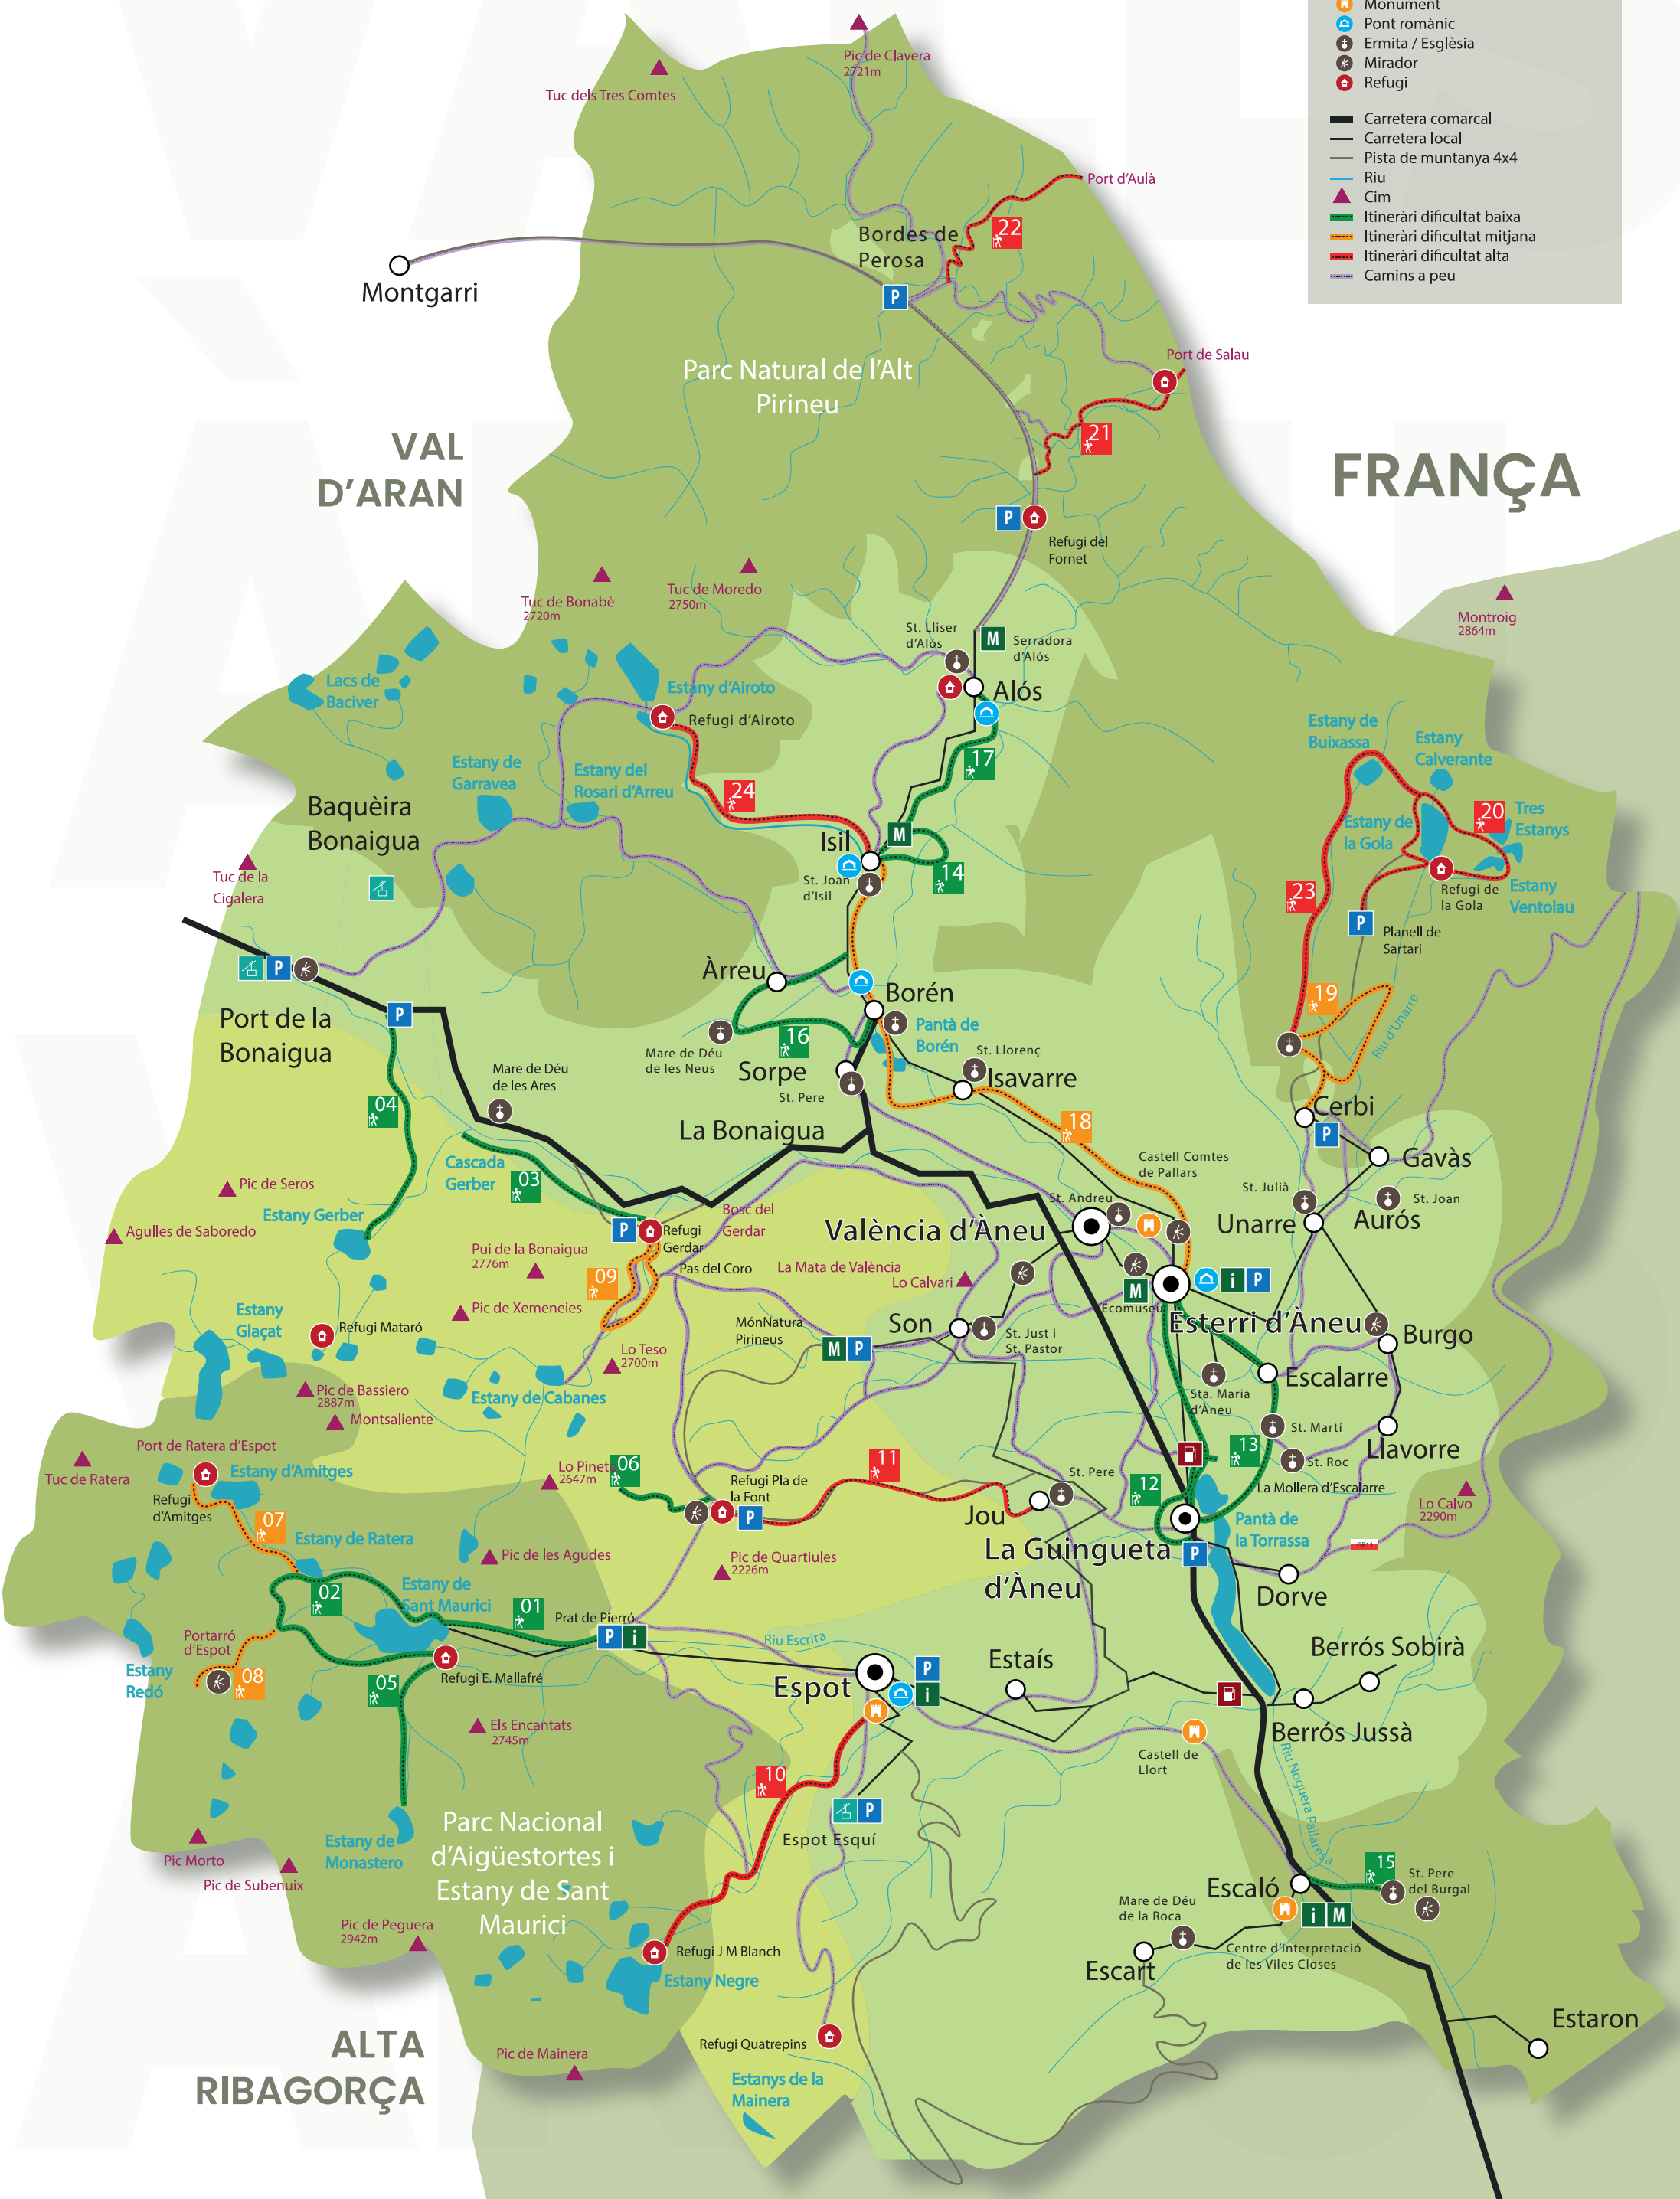 Monument
Pont romànic
Ermita / Esglèsia
Mirador
Refugi
Carretera comarcal
Carretera local
Pista de muntanya 4x4
Riu
Cim
Itineràri dificultat baixa
Itineràri dificultat mitjana
Itineràri dificultat alta
Camins a peu
Pic de Clavera
2721m
Tuc dels Tres Comtes
Port d'Aulà
22
Bordes de
Perosa
Montgarri
P
Port de Salau
Parc Natural de l'Alt
Pirineu
21
VAL
D'ARAN
FRANÇA
P
Refugi del
Fornet
Tuc de Bonabè
2720m
Tuc de Moredo
2750m
Montroig
2864m
St. Lliser
d'Alós
M
Serradora
d'Alós
Alós
Lacs de
Baciver
Estany d'Airoto
Refugi d'Airoto
Estany de
Buixassa
Estany
Calverante
17
Estany de
Garravea
Estany del
Rosari d'Arreu
24
Baquèira
Bonaigua
20
Tres
Estanys
Estany de
la Gola
Isil
M
14
St. Joan
d'Isil
Tuc de la
Cigalera
Refugi de
la Gola
Estany
Ventolau
23
P
Planell de
Sartari
P
Àrreu
Borén
19
Port de la
Bonaigua
P
16
Pantà de
Borén
Riu d'Unarre
Mare de Déu
de les Neus
Sorpe
St. Llorenç
Isavarre
Mare de Déu
de les Ares
St. Pere
04
La Bonaigua
18
Cerbi
P
Gavàs
Cascada
Gerber
03
Castell Comtes
de Pallars
Pic de Seros
St. Julià
St. Joan
Estany Gerber
Bosc del
Gerdar
St. Andreu
València d'Àneu
Unarre
Aurós
Agulles de Saboredo
P
Refugi
Gerdar
Pui de la Bonaigua
2776m
Pas del Coro
La Mata de València
Lo Calvari
09
M
Ecomuseu
i
P
Estany
Glaçat
Pic de Xemeneies
Refugi Mataró
MónNatura
Pirineus
M
P
Son
St. Just i
St. Pastor
Esterri d'Àneu
Burgo
Lo Teso
2700m
Escalarre
Pic de Bassiero
2887m
Estany de Cabanes
Sta. Maria
d'Àneu
Montsaliente
St. Martí
Port de Ratera d'Espot
Tuc de Ratera
Estany d'Amitges
Lo Pineto
2647m
06
11
13
Llavorre
St. Roc
Refugi Pla de
la Font
St. Pere
12
La Mollera d'Escalarre
Refugi
d'Amitges
07
P
Jou
Lo Calvo
2290m
Estany de Ratera
Pantà de
la Torrassa
La Guingueta
d'Àneu
P
GR11
Pic de les Agudes
Pic de Quartiules
2226m
Dorve
02
Estany de
Sant Maurici
01
Prat de Pierró
P
i
Riu Escrita
Portarró
d'Espot
Berrós Sobirà
Estaís
Espot
P
i
Estany
Redó
08
Refugi E. Mallafré
05
Els Encantats
2745m
Berrós Jussà
Castell de
Llort
Riu Noguera Pallaresa
10
P
Espot Esquí
Parc Nacional
d'Aigüestortes i
Estany de Sant
Maurici
Estany de
Monastero
Pic Morto
Pic de Subenuix
15
St. Pere
del Burgal
Escaló
i
M
Mare de Déu
de la Roca
Pic de Peguera
2942m
Refugi J M Blanch
Centre d'interpretació
de les Viles Closes
Escart
Estany Negre
Estaron
ALTA
RIBAGORÇA
Refugi Quatrepins
Pic de Mainera
Estanys de la
Mainera